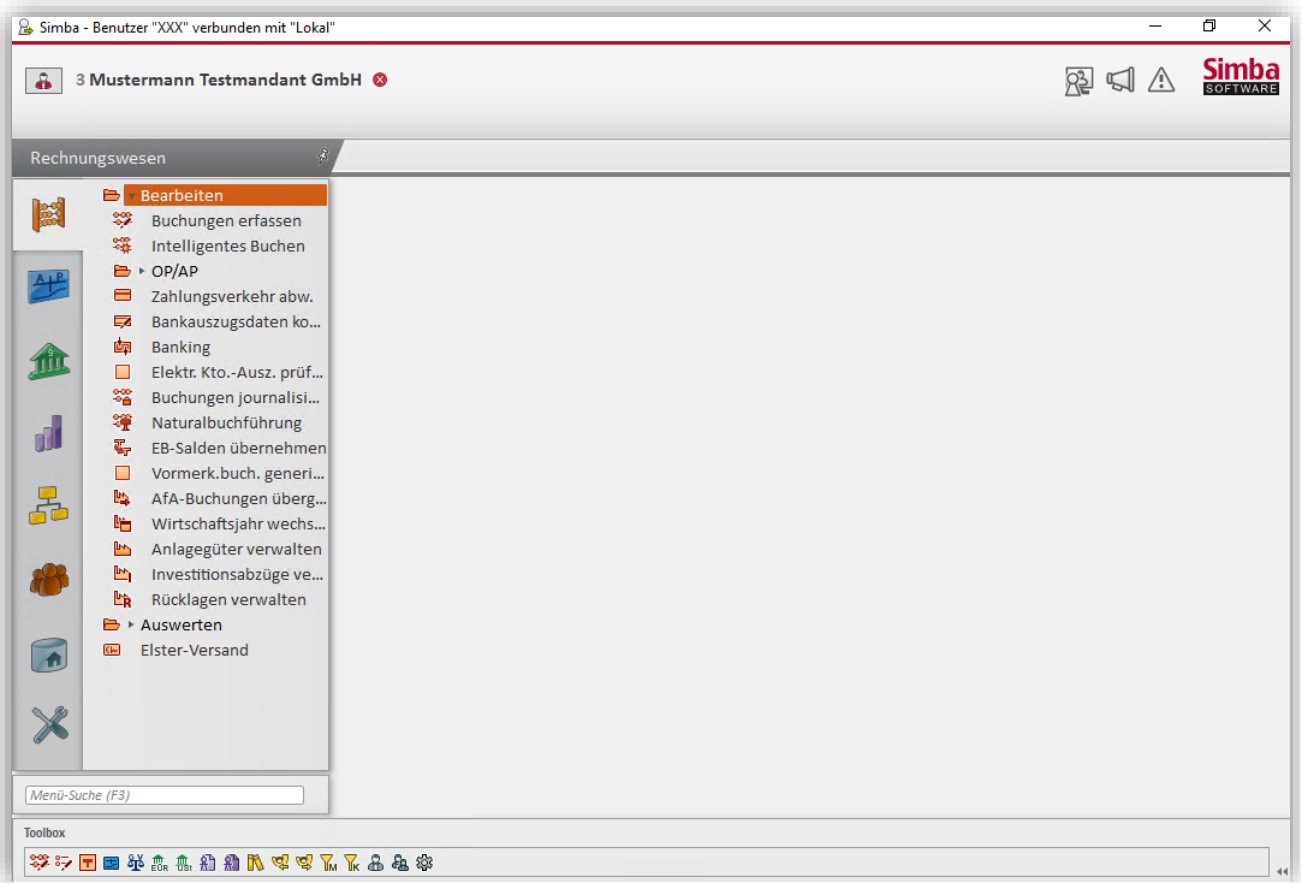 Simba - Benutzer "XXX" verbunden mit "Lokal"
3 Mustermann Testmandant GmbH
Simba
SOFTWARE
Rechnungswesen
Bearbeiten
Buchungen erfassen
Intelligentes Buchen
OP/AP
Zahlungsverkehr abw.
Bankauszugsdaten ko...
Banking
Elektr. Kto.-Ausz. prüf...
Buchungen journalisi...
Naturalbuchführung
EB-Salden übernehmen
Vormerk.buch. generi...
AfA-Buchungen überg...
Wirtschaftsjahr wechs...
Anlagegüter verwalten
Investitionsabzüge ve...
Rücklagen verwalten
Auswerten
Elster-Versand
A P
Menü-Suche (F3)
Toolbox
T EÜR USt M K